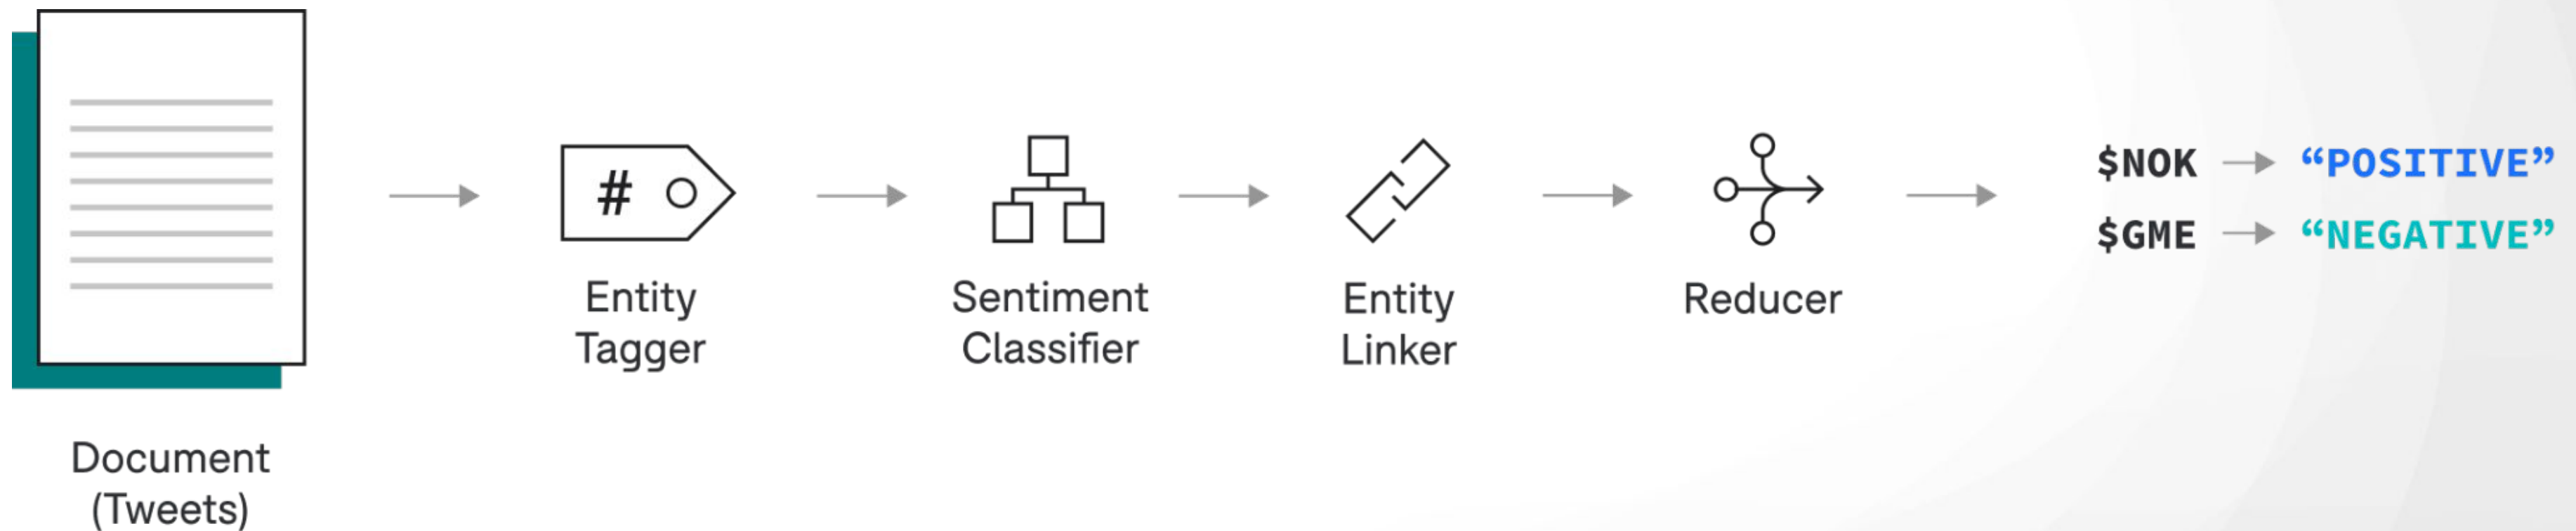 Document
(Tweets)
#
Entity
Tagger
Sentiment
Classifier
Entity
Linker
Reducer
$NOK “POSITIVE”
$GME “NEGATIVE”